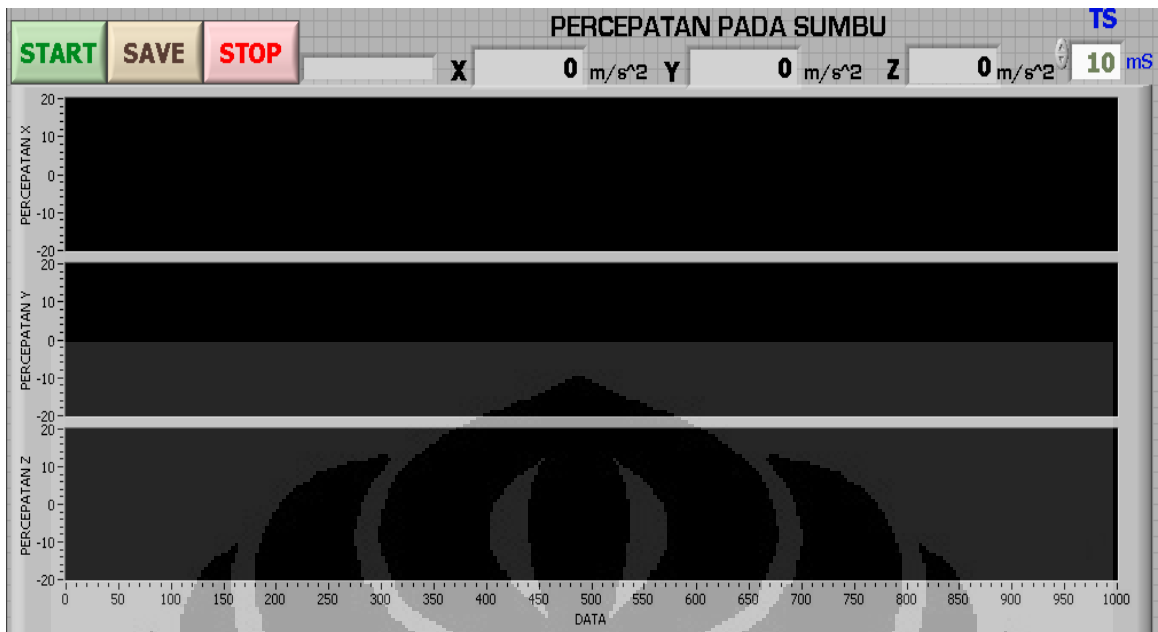 PERCEPATAN PADA SUMBU TS
START SAVE STOP X 0 m/s^2 Y 0 m/s^2 Z 0 m/s^2 10 mS
PERCEPATAN X
20
10
0
-10
-20
PERCEPATAN Y
20
10
0
-10
-20
PERCEPATAN Z
20
10
0
-10
-20
0 50 100 150 200 250 300 350 400 450 500 550 600 650 700 750 800 850 900 950 1000
DATA